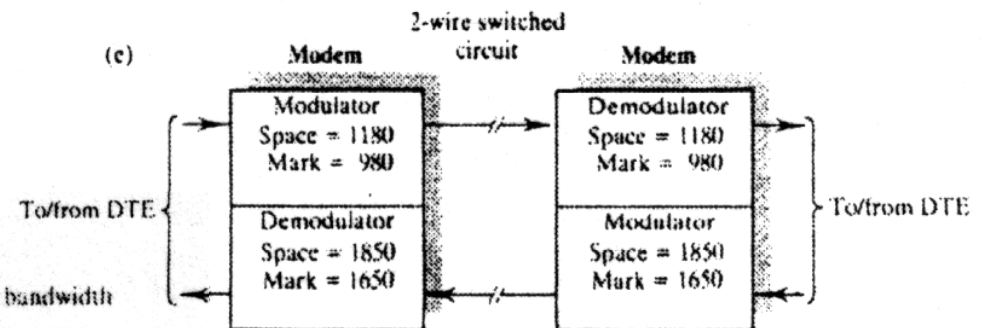 2-wire switched
circuit
(c)
Modem
Modem
Modulator
Space = 1180
Mark = 980
Demodulator
Space = 1850
Mark = 1650
Demodulator
Space = 1180
Mark = 980
Modulator
Space = 1850
Mark = 1650
To/from DTE
To/from DTE
bandwidth